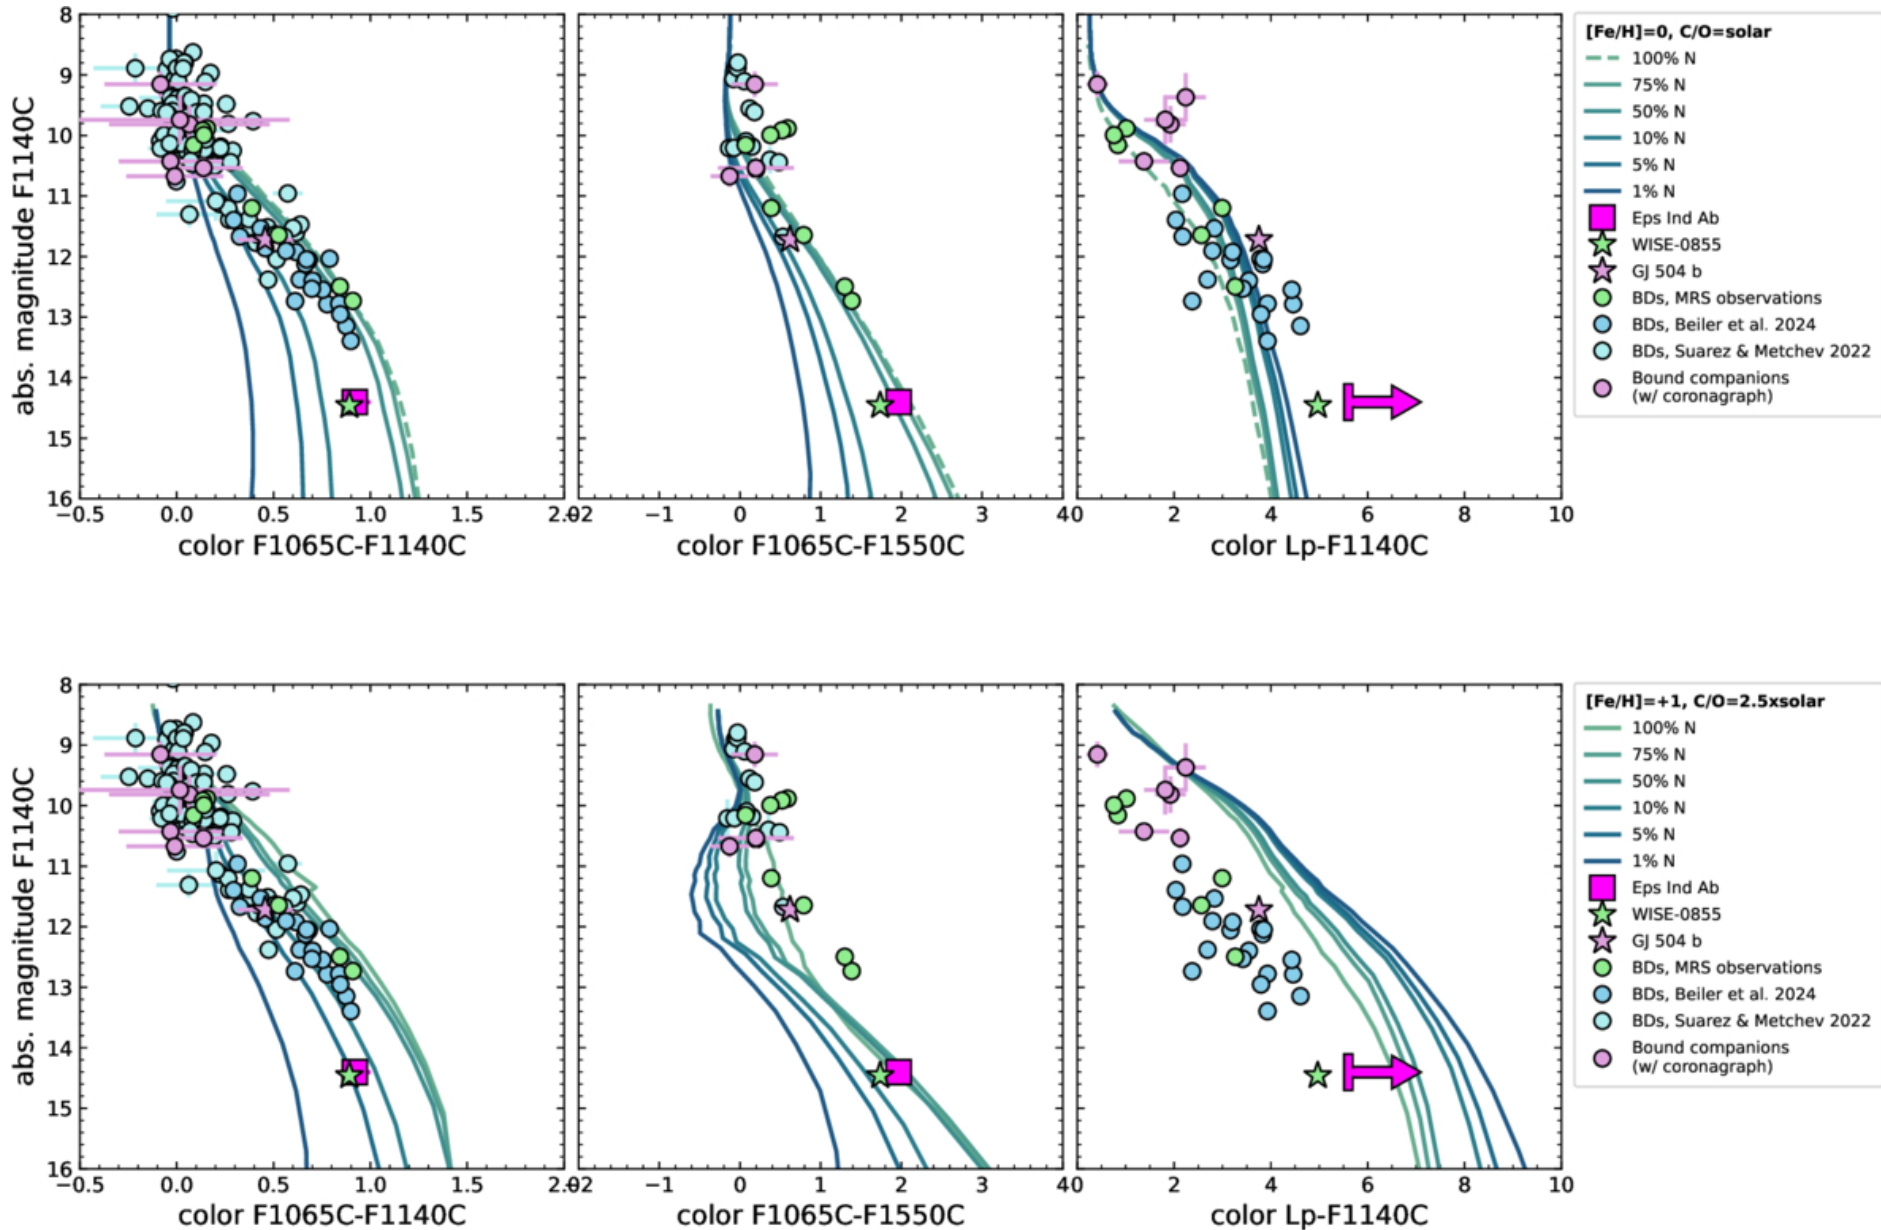 8
9
10
11
12
13
14
15
16
abs. magnitude F1140C
−0.5 0.0 0.5 1.0 1.5 2.0
color F1065C-F1140C
−2 −1 0 1 2 3 4
color F1065C-F1550C
0 2 4 6 8 10
color Lp-F1140C
[Fe/H]=0, C/O=solar
100% N
75% N
50% N
10% N
5% N
1% N
Eps Ind Ab
WISE-0855
GJ 504 b
BDs, MRS observations
BDs, Beiler et al. 2024
BDs, Suarez & Metchev 2022
Bound companions
(w/ coronagraph)
8
9
10
11
12
13
14
15
16
abs. magnitude F1140C
−0.5 0.0 0.5 1.0 1.5 2.0
color F1065C-F1140C
−2 −1 0 1 2 3 4
color F1065C-F1550C
0 2 4 6 8 10
color Lp-F1140C
[Fe/H]=+1, C/O=2.5xsolar
100% N
75% N
50% N
10% N
5% N
1% N
Eps Ind Ab
WISE-0855
GJ 504 b
BDs, MRS observations
BDs, Beiler et al. 2024
BDs, Suarez & Metchev 2022
Bound companions
(w/ coronagraph)